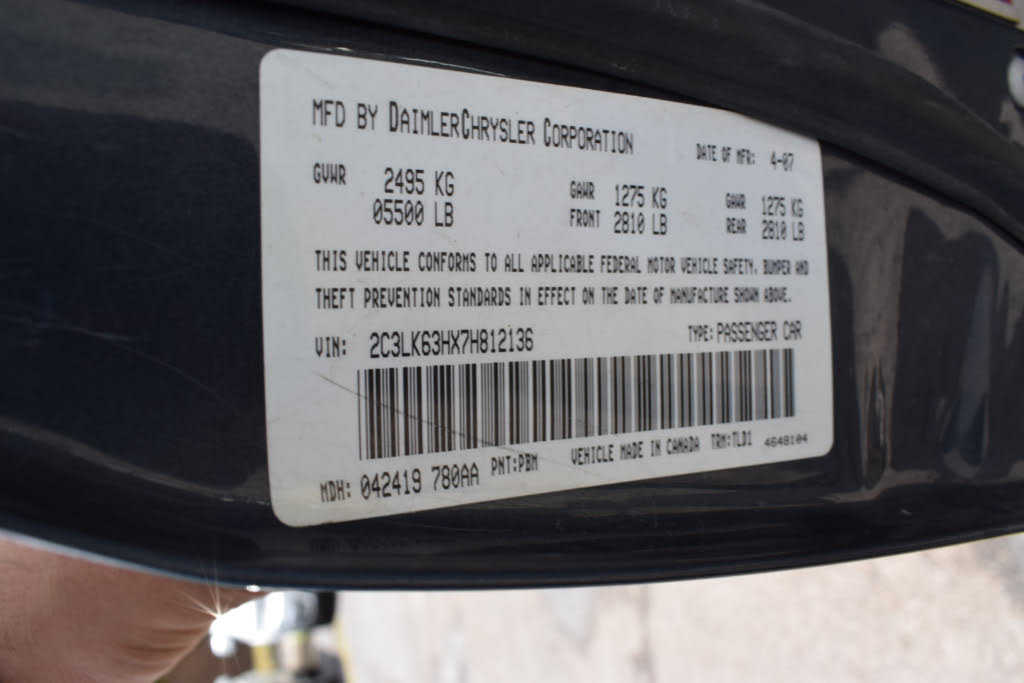 MFD BY DAIMLERCHRYSLER CORPORATION DATE OF MFR: 4-07
GVWR 2495 KG GAWR 1275 KG GAWR 1275 KG
05500 LB FRONT 2810 LB REAR 2810 LB
THIS VEHICLE CONFORMS TO ALL APPLICABLE FEDERAL MOTOR VEHICLE SAFETY, BUMPER AND
THEFT PREVENTION STANDARDS IN EFFECT ON THE DATE OF MANUFACTURE SHOWN ABOVE.
VIN: 2C3LK63HX7H812136 TYPE: PASSENGER CAR
MDH: 042419 780AA PNT:PBM VEHICLE MADE IN CANADA TRM:TLD1 4648104